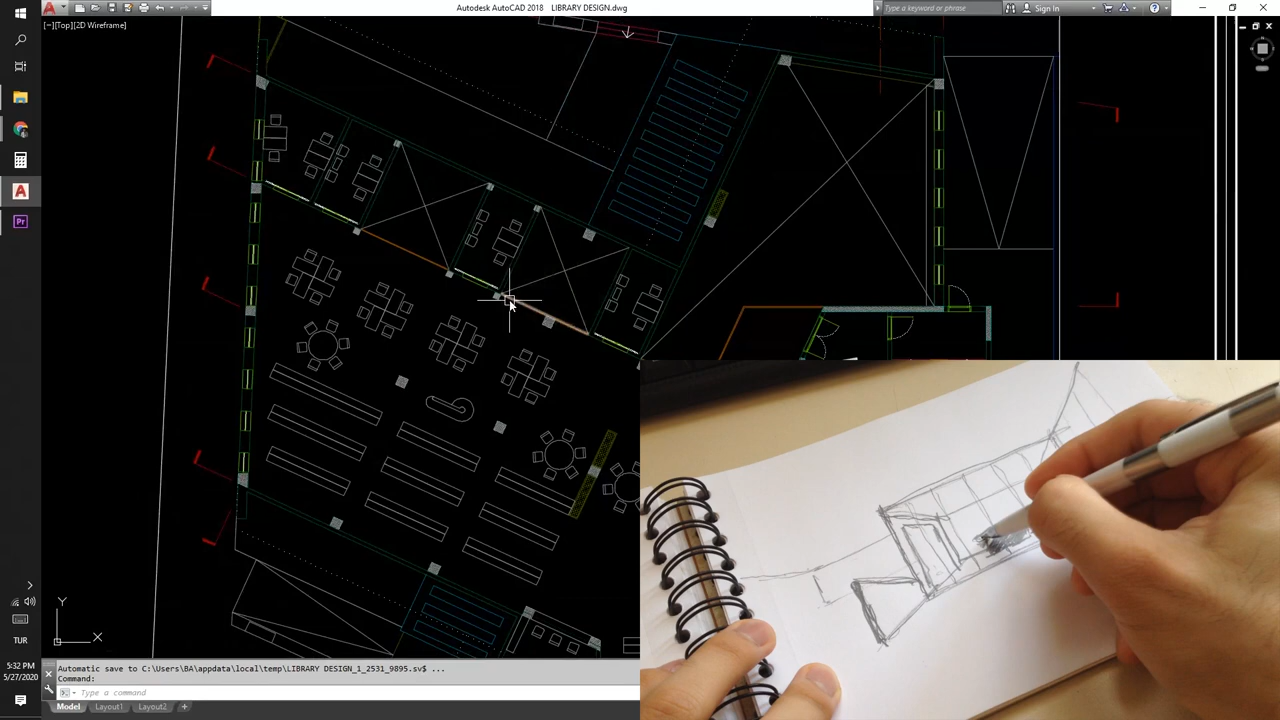 Autodesk AutoCAD 2018 LIBRARY DESIGN.dwg
Type a keyword or phrase
Sign In
[−][Top][2D Wireframe]
Y
X
TUR
5:32 PM
5/27/2020
Automatic save to C:\Users\BA\appdata\local\temp\LIBRARY DESIGN_1_2531_9895.sv$ ...
Command:
Type a command
Model
Layout1
Layout2
+